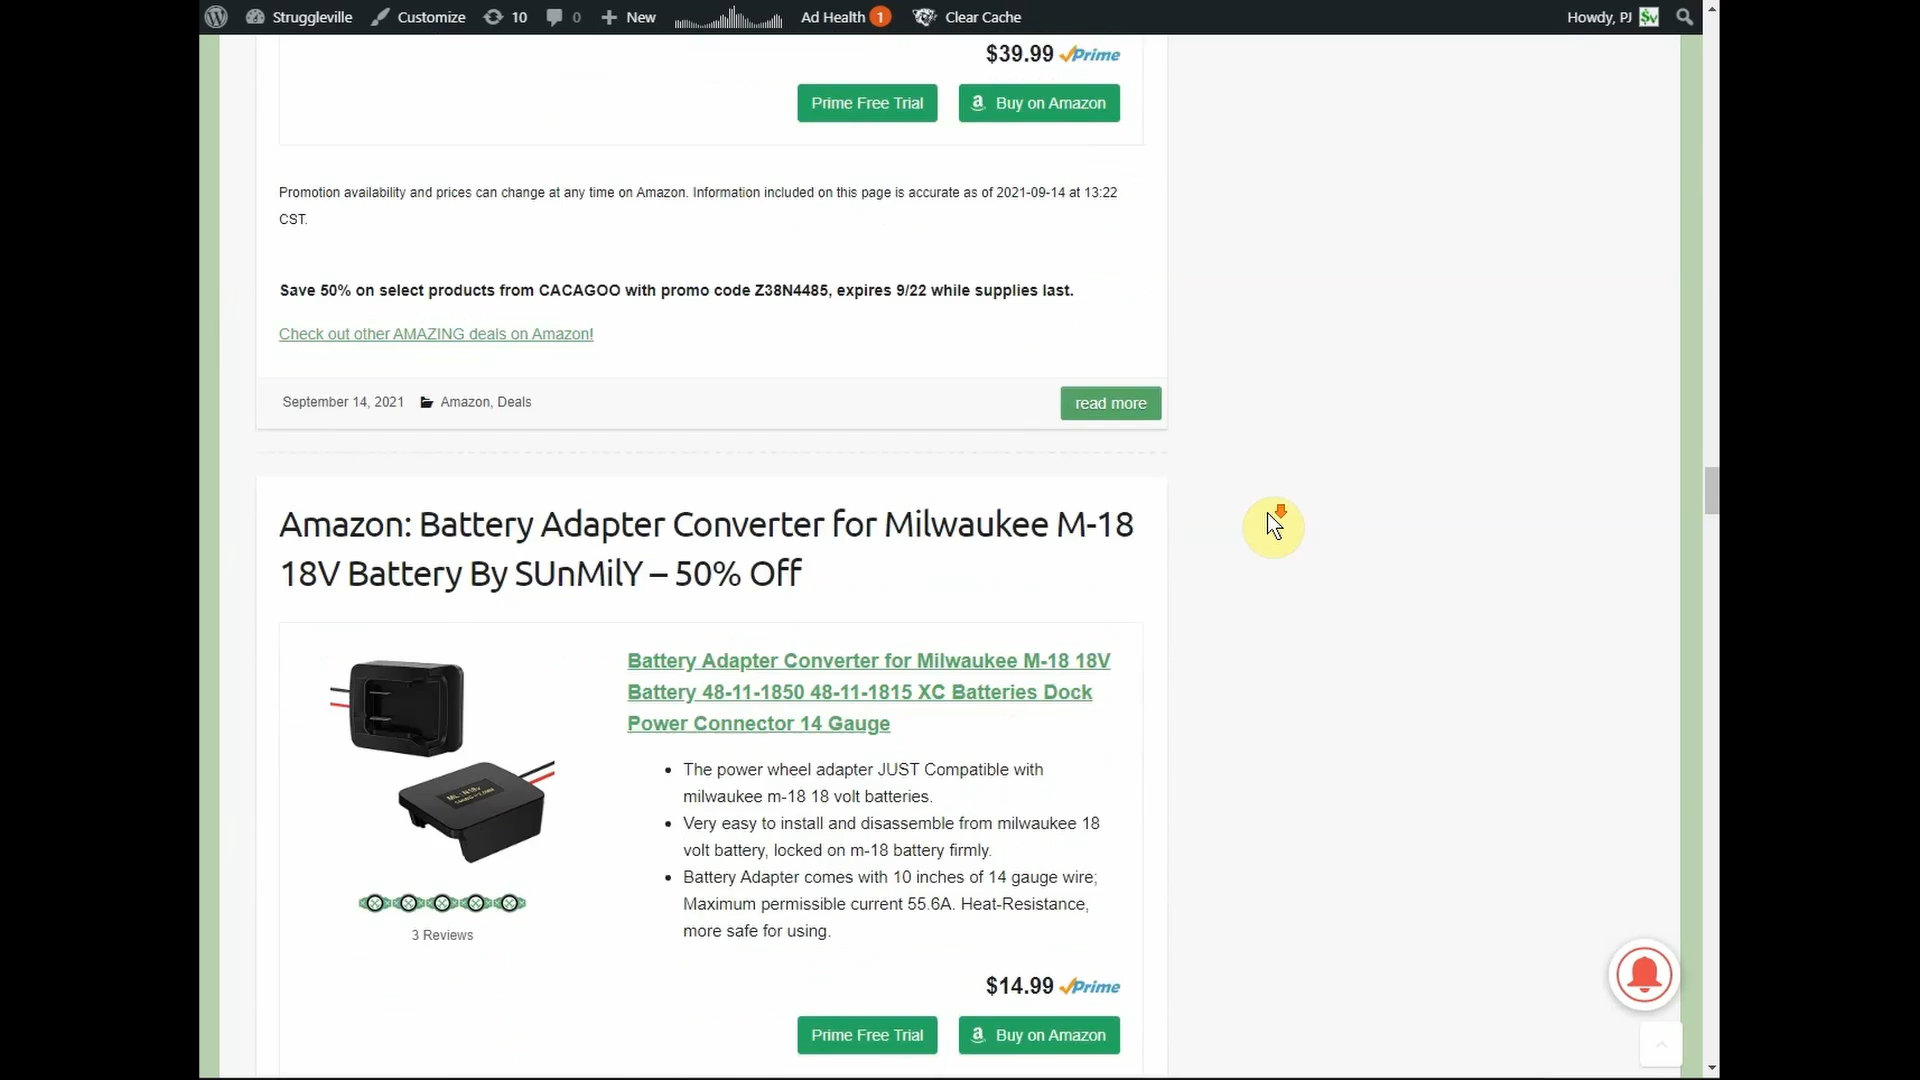 Struggleville Customize 10 0 New Ad Health 1 Clear Cache Howdy, PJ
$39.99 Prime
Prime Free Trial Buy on Amazon
Promotion availability and prices can change at any time on Amazon. Information included on this page is accurate as of 2021-09-14 at 13:22
CST.
Save 50% on select products from CACAGOO with promo code Z38N4485, expires 9/22 while supplies last.
Check out other AMAZING deals on Amazon!
September 14, 2021 Amazon, Deals read more
Amazon: Battery Adapter Converter for Milwaukee M-18
18V Battery By SUnMilY – 50% Off
Battery Adapter Converter for Milwaukee M-18 18V
Battery 48-11-1850 48-11-1815 XC Batteries Dock
Power Connector 14 Gauge
• The power wheel adapter JUST Compatible with
milwaukee m-18 18 volt batteries.
• Very easy to install and disassemble from milwaukee 18
volt battery, locked on m-18 battery firmly.
• Battery Adapter comes with 10 inches of 14 gauge wire;
Maximum permissible current 55.6A. Heat-Resistance,
more safe for using.
3 Reviews
$14.99 Prime
Prime Free Trial Buy on Amazon